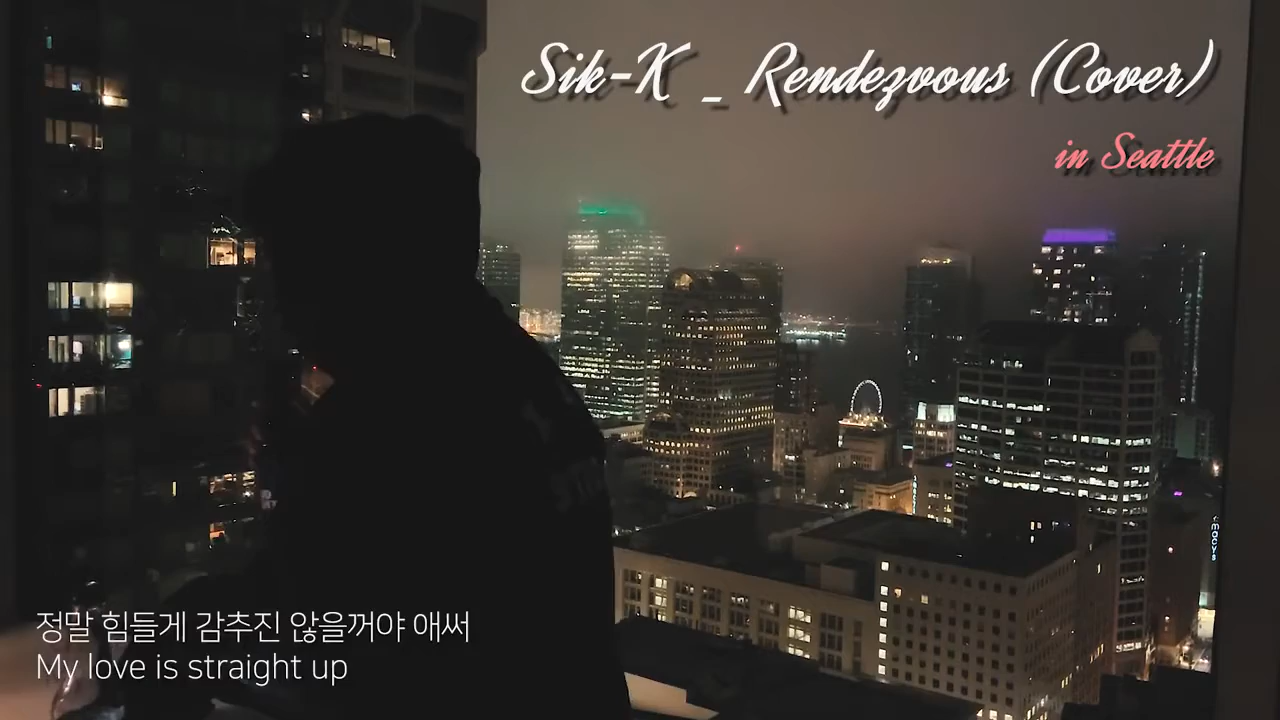 Sik-K _ Rendezvous (Cover)
in Seattle
정말 힘들게 감추진 않을꺼야 애써
My love is straight up
macys